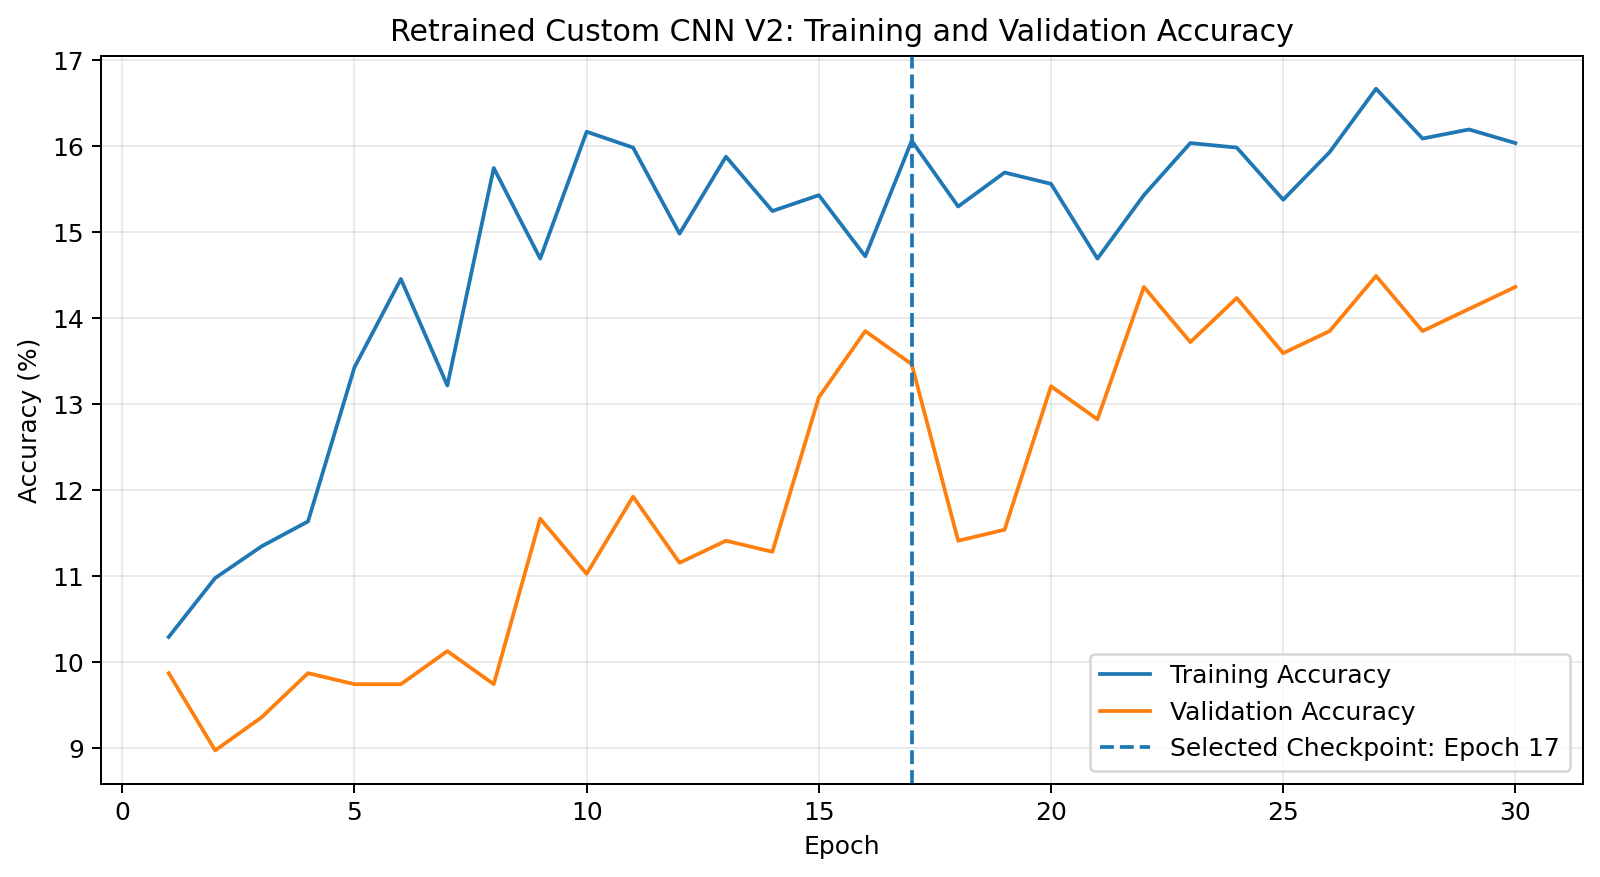 Retrained Custom CNN V2: Training and Validation Accuracy
17
16
15
14
13
12
11
10
9
Accuracy (%)
0 5 10 15 20 25 30
Epoch
Training Accuracy
Validation Accuracy
Selected Checkpoint: Epoch 17